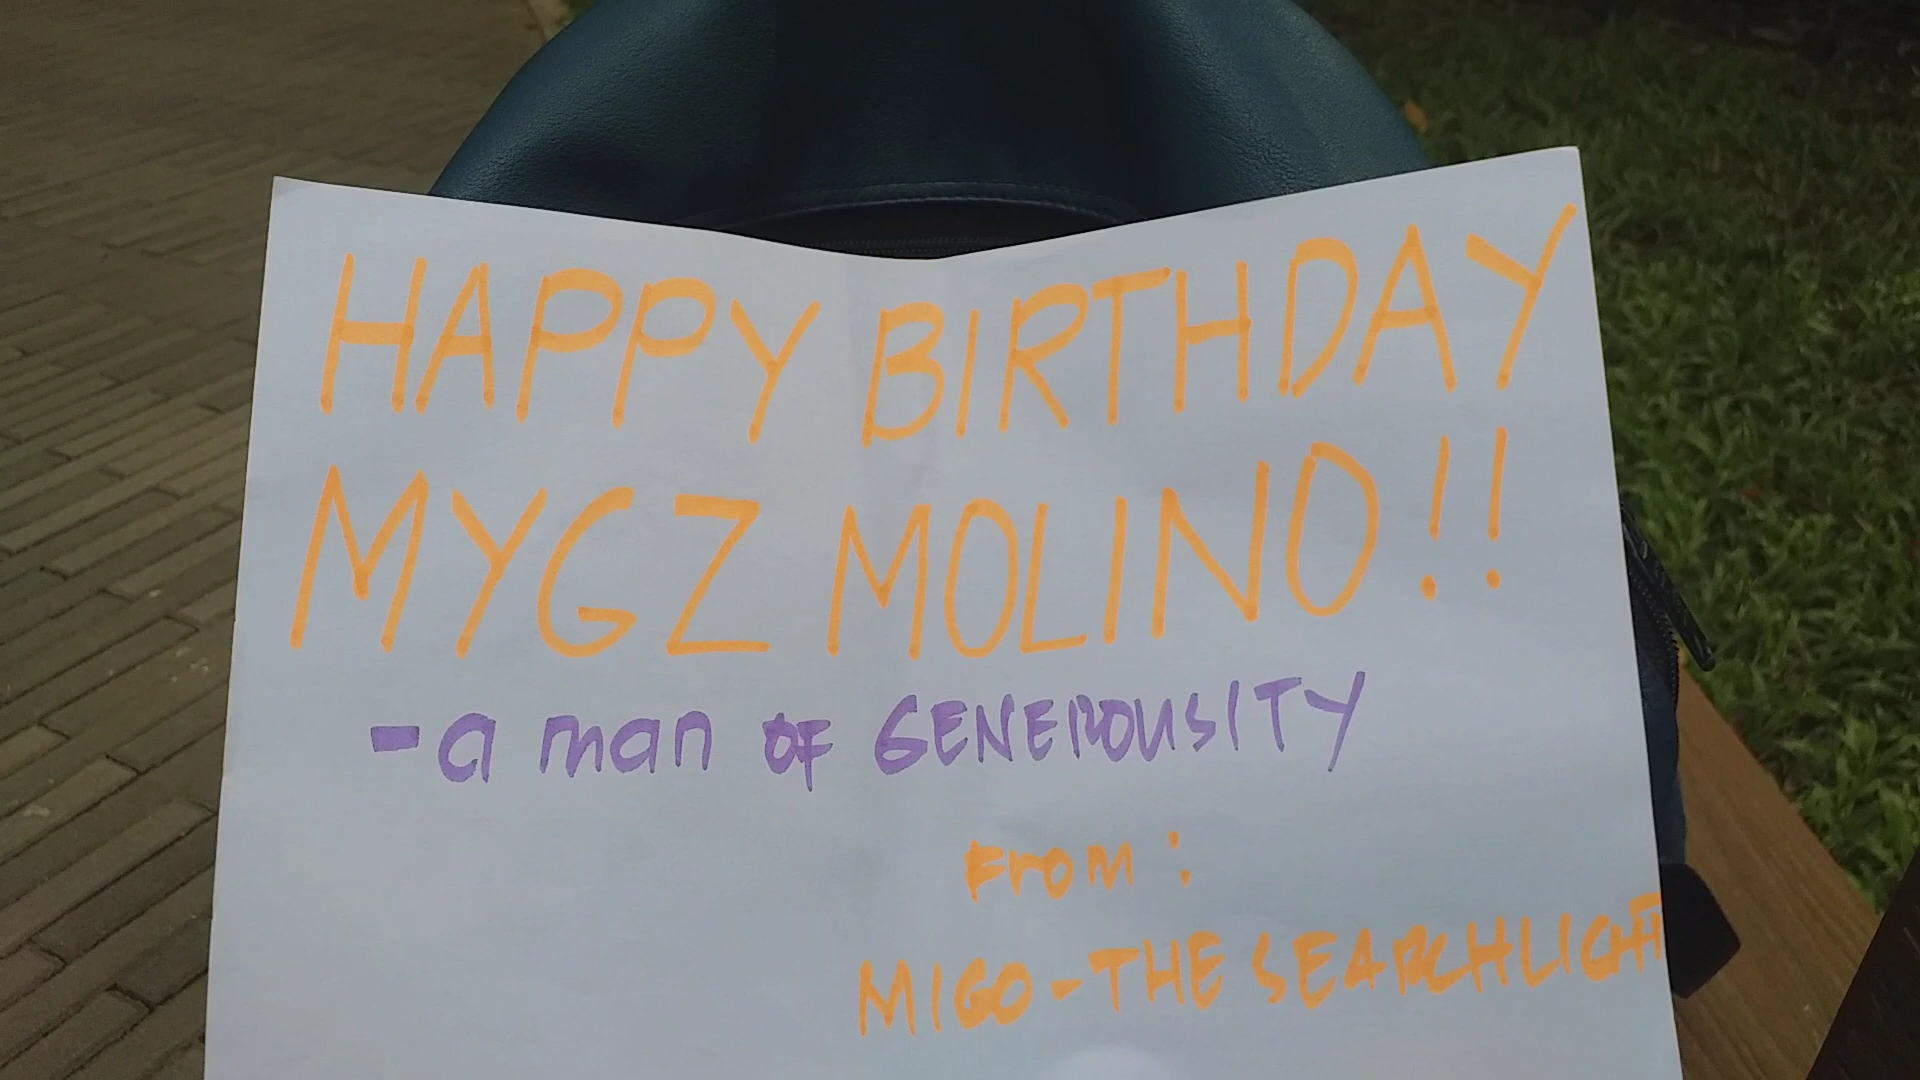 HAPPY BIRTHDAY
MYGZ MOLINO!!
-a man OF GENEROUSITY
From:
MIGO-THE SEARCHLIGHT